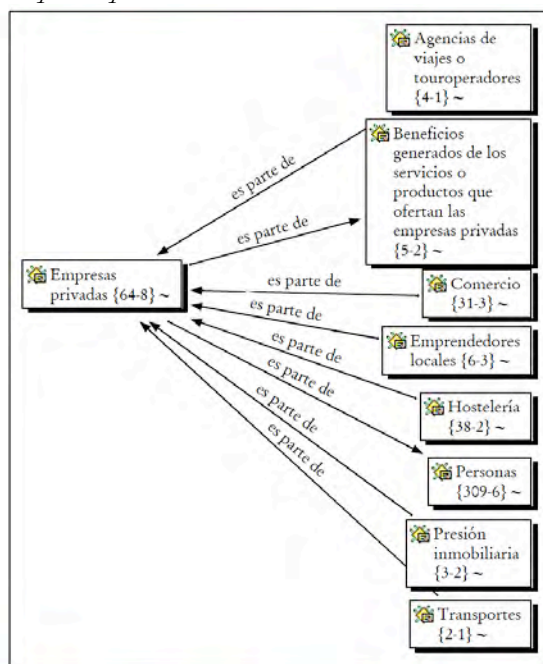 Agencias de
viajes o
touroperadores
{4-1} ~
Beneficios
generados de los
servicios o
productos que
ofertan las
empresas privadas
{5-2} ~
es parte de
es parte de
Empresas
privadas {64-8} ~
es parte de
Comercio
{31-3} ~
es parte de
Emprendedores
locales {6-3} ~
es parte de
Hostelería
{38-2} ~
es parte de
Personas
{309-6} ~
es parte de
Presión
inmobiliaria
{3-2} ~
es parte de
Transportes
{2-1} ~